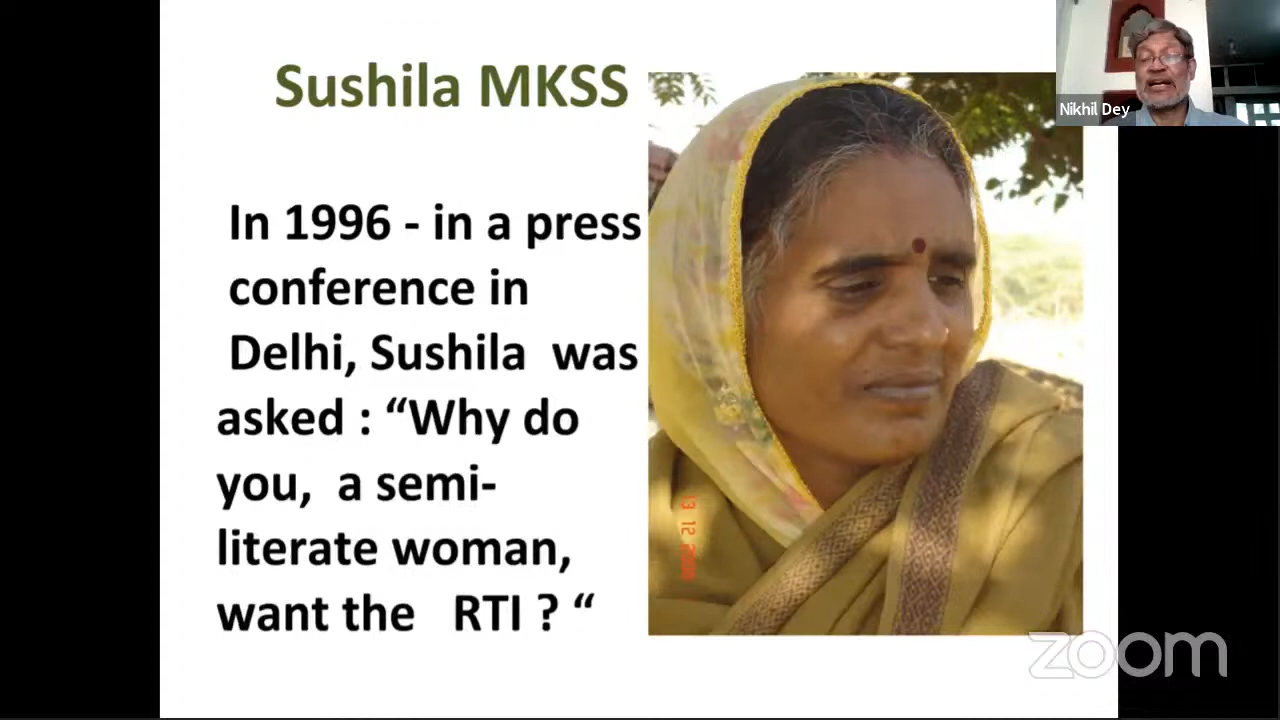 Sushila MKSS
In 1996 - in a press
conference in
Delhi, Sushila was
asked : “Why do
you, a semi-
literate woman,
want the RTI ? “
Nikhil Dey
zoom